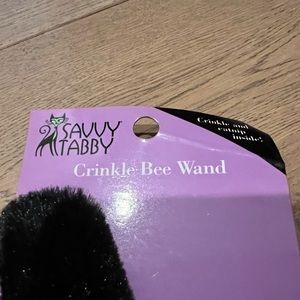 SAVVY
TABBY
Crinkle and
catnip
inside!
Crinkle Bee Wand